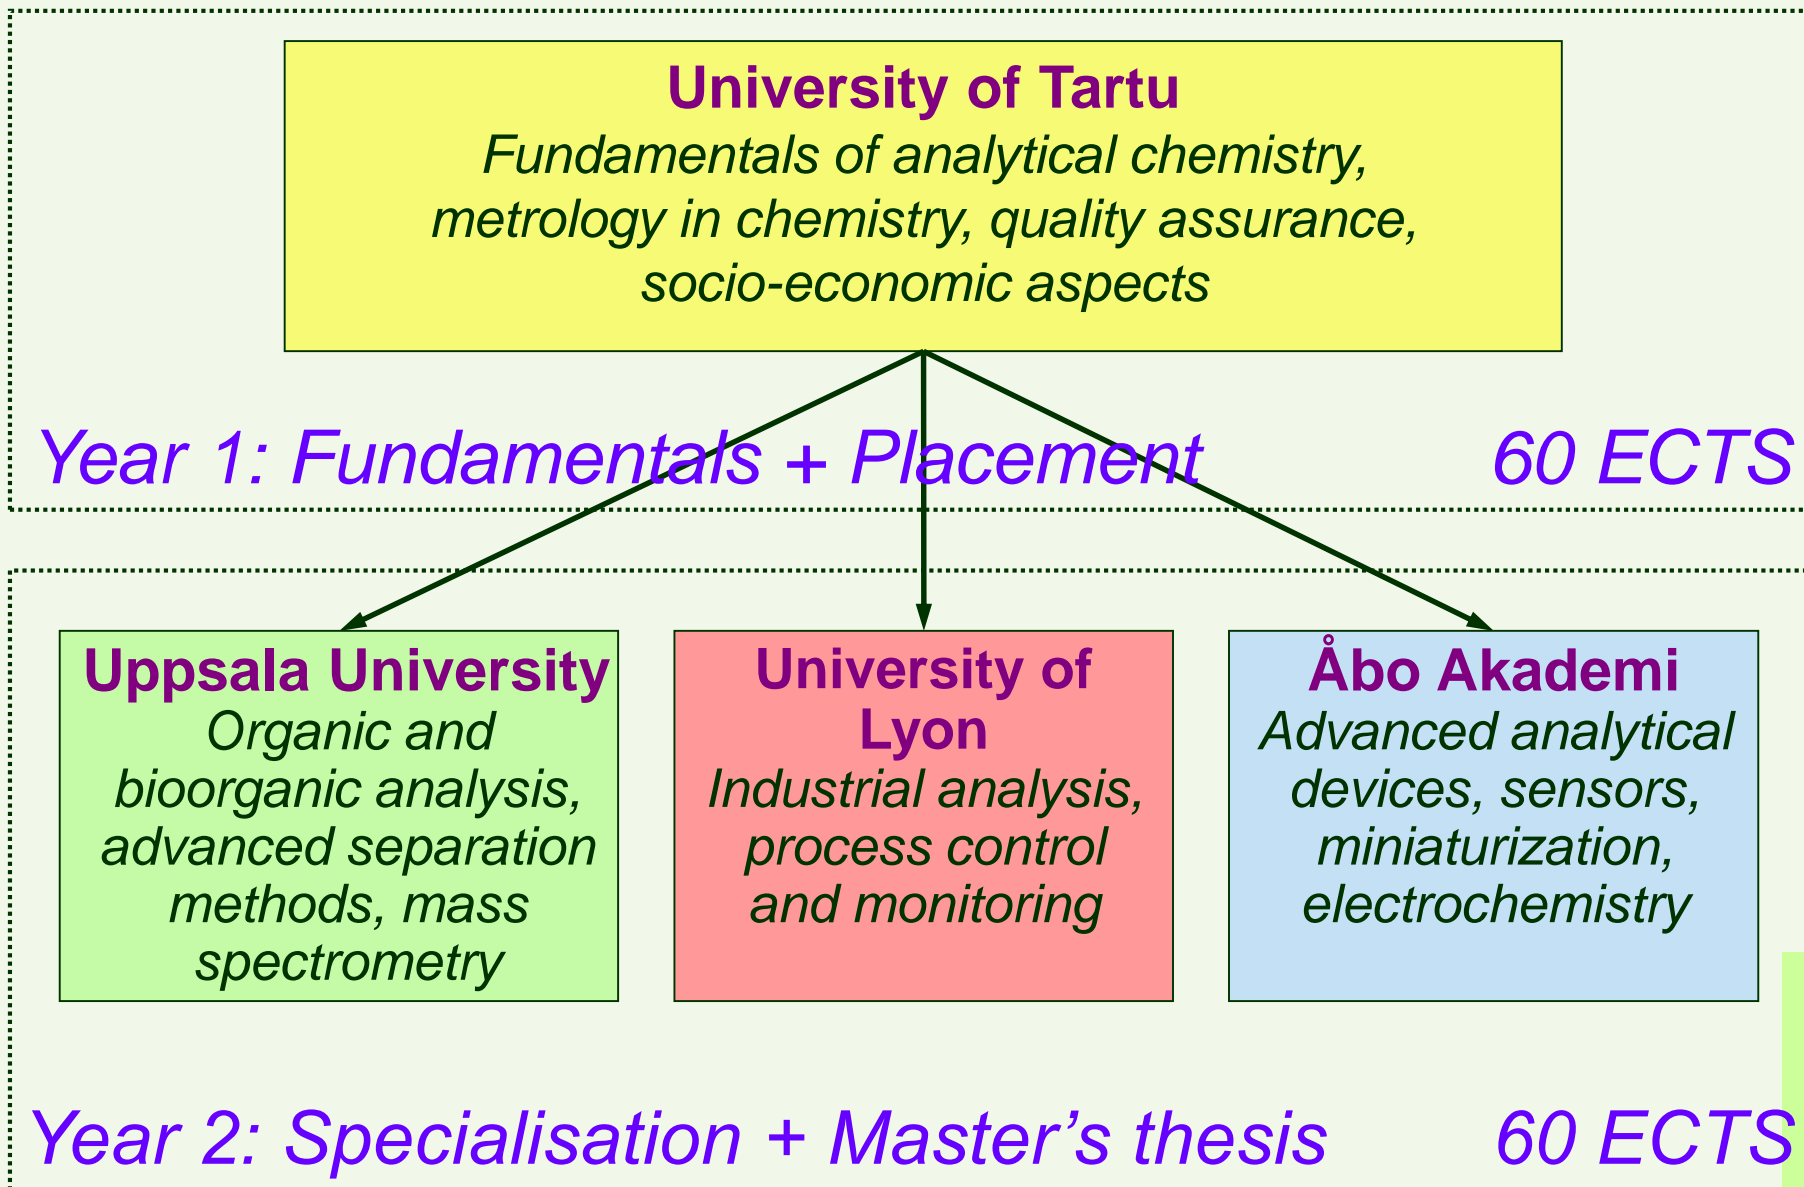 University of Tartu
Fundamentals of analytical chemistry,
metrology in chemistry, quality assurance,
socio-economic aspects
Year 1: Fundamentals + Placement 60 ECTS
Uppsala University
Organic and
bioorganic analysis,
advanced separation
methods, mass
spectrometry
University of
Lyon
Industrial analysis,
process control
and monitoring
Åbo Akademi
Advanced analytical
devices, sensors,
miniaturization,
electrochemistry
Year 2: Specialisation + Master’s thesis 60 ECTS